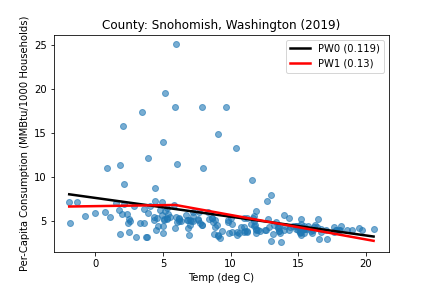 County: Snohomish, Washington (2019)
Per-Capita Consumption (MMBtu/1000 Households)
25
20
15
10
5
PW0 (0.119)
PW1 (0.13)
0 5 10 15 20
Temp (deg C)